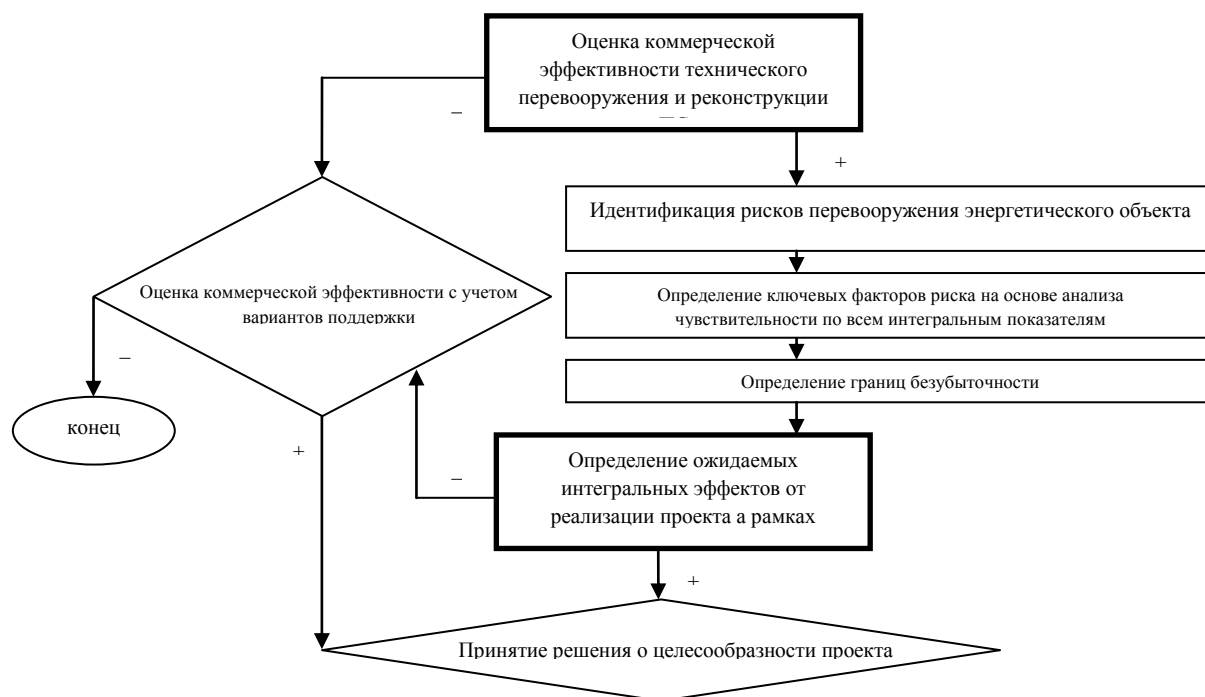 Оценка коммерческой
эффективности технического
перевооружения и реконструкции
–
+
Идентификация рисков перевооружения энергетического объекта
Определение ключевых факторов риска на основе анализа
чувствительности по всем интегральным показателям
Оценка коммерческой эффективности с учетом
вариантов поддержки
–
Определение границ безубыточности
конец
+
Определение ожидаемых
интегральных эффектов от
реализации проекта а рамках
–
+
Принятие решения о целесообразности проекта